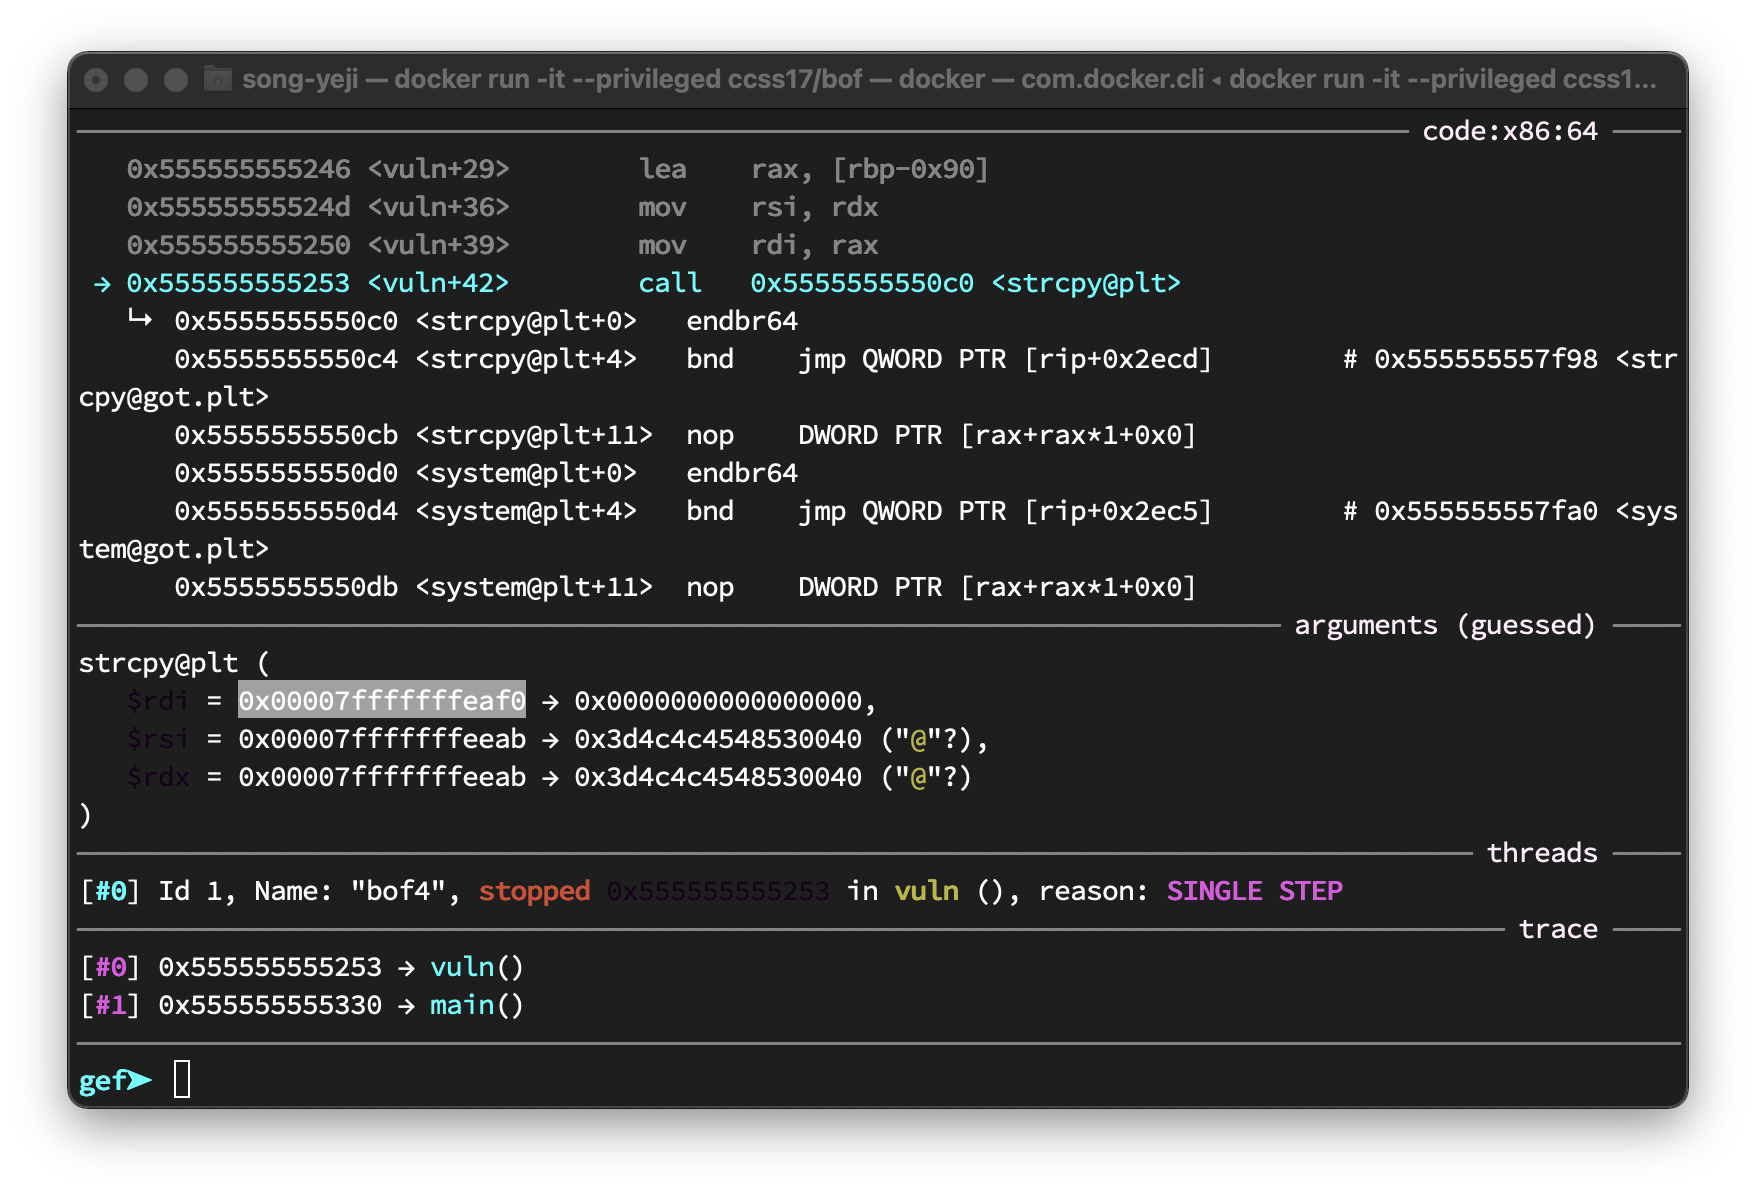 song-yeji — docker run -it --privileged ccss17/bof — docker — com.docker.cli ◂ docker run -it --privileged ccss1...
code:x86:64
0x555555555246 <vuln+29> lea rax, [rbp-0x90]
0x55555555524d <vuln+36> mov rsi, rdx
0x555555555250 <vuln+39> mov rdi, rax
→ 0x555555555253 <vuln+42> call 0x5555555550c0 <strcpy@plt>
↳ 0x5555555550c0 <strcpy@plt+0> endbr64
0x5555555550c4 <strcpy@plt+4> bnd jmp QWORD PTR [rip+0x2ecd] # 0x555555557f98 <str
cpy@got.plt>
0x5555555550cb <strcpy@plt+11> nop DWORD PTR [rax+rax*1+0x0]
0x5555555550d0 <system@plt+0> endbr64
0x5555555550d4 <system@plt+4> bnd jmp QWORD PTR [rip+0x2ec5] # 0x555555557fa0 <sys
tem@got.plt>
0x5555555550db <system@plt+11> nop DWORD PTR [rax+rax*1+0x0]
arguments (guessed)
strcpy@plt (
$rdi = 0x00007fffffffeaf0 → 0x0000000000000000,
$rsi = 0x00007fffffffeeab → 0x3d4c4c4548530040 ("@"?),
$rdx = 0x00007fffffffeeab → 0x3d4c4c4548530040 ("@"?)
)
threads
[#0] Id 1, Name: "bof4", stopped 0x555555555253 in vuln (), reason: SINGLE STEP
trace
[#0] 0x555555555253 → vuln()
[#1] 0x555555555330 → main()
gef➤